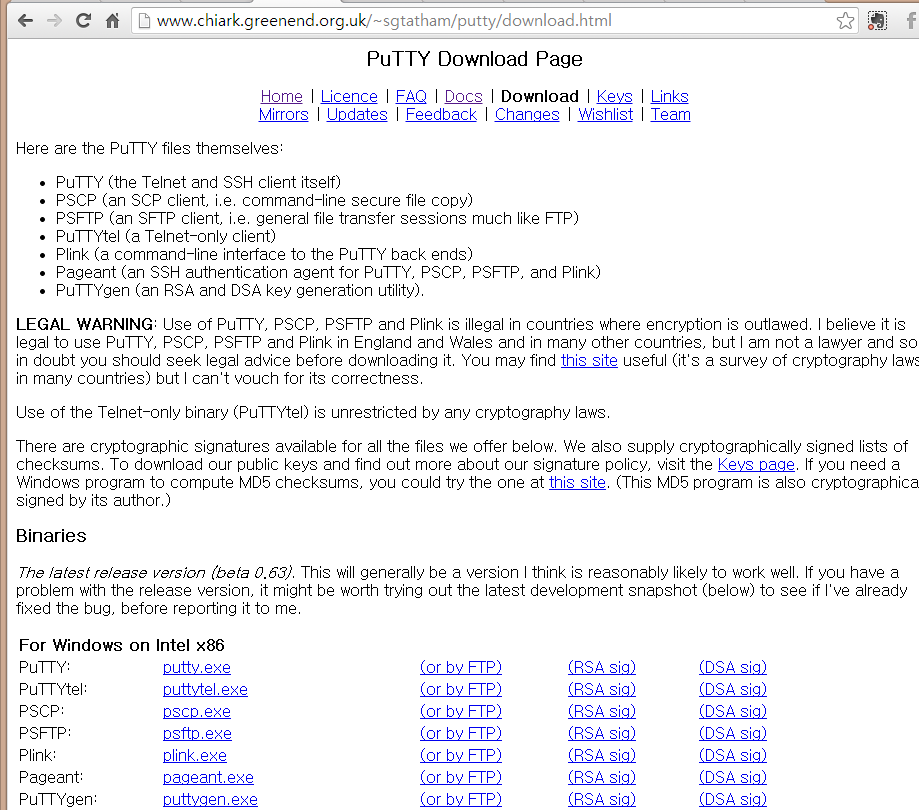 www.chiark.greenend.org.uk/~sgtatham/putty/download.html
PuTTY Download Page
Home | Licence | FAQ | Docs | Download | Keys | Links
Mirrors | Updates | Feedback | Changes | Wishlist | Team
Here are the PuTTY files themselves:
• PuTTY (the Telnet and SSH client itself)
• PSCP (an SCP client, i.e. command-line secure file copy)
• PSFTP (an SFTP client, i.e. general file transfer sessions much like FTP)
• PuTTYtel (a Telnet-only client)
• Plink (a command-line interface to the PuTTY back ends)
• Pageant (an SSH authentication agent for PuTTY, PSCP, PSFTP, and Plink)
• PuTTYgen (an RSA and DSA key generation utility).
LEGAL WARNING: Use of PuTTY, PSCP, PSFTP and Plink is illegal in countries where encryption is outlawed. I believe it is
legal to use PuTTY, PSCP, PSFTP and Plink in England and Wales and in many other countries, but I am not a lawyer and so
in doubt you should seek legal advice before downloading it. You may find this site useful (it's a survey of cryptography laws
in many countries) but I can't vouch for its correctness.
Use of the Telnet-only binary (PuTTYtel) is unrestricted by any cryptography laws.
There are cryptographic signatures available for all the files we offer below. We also supply cryptographically signed lists of
checksums. To download our public keys and find out more about our signature policy, visit the Keys page. If you need a
Windows program to compute MD5 checksums, you could try the one at this site. (This MD5 program is also cryptographica
signed by its author.)
Binaries
The latest release version (beta 0.63). This will generally be a version I think is reasonably likely to work well. If you have a
problem with the release version, it might be worth trying out the latest development snapshot (below) to see if I've already
fixed the bug, before reporting it to me.
For Windows on Intel x86
PuTTY: putty.exe (or by FTP) (RSA sig) (DSA sig)
PuTTYtel: puttytel.exe (or by FTP) (RSA sig) (DSA sig)
PSCP: pscp.exe (or by FTP) (RSA sig) (DSA sig)
PSFTP: psftp.exe (or by FTP) (RSA sig) (DSA sig)
Plink: plink.exe (or by FTP) (RSA sig) (DSA sig)
Pageant: pageant.exe (or by FTP) (RSA sig) (DSA sig)
PuTTYgen: puttygen.exe (or by FTP) (RSA sig) (DSA sig)